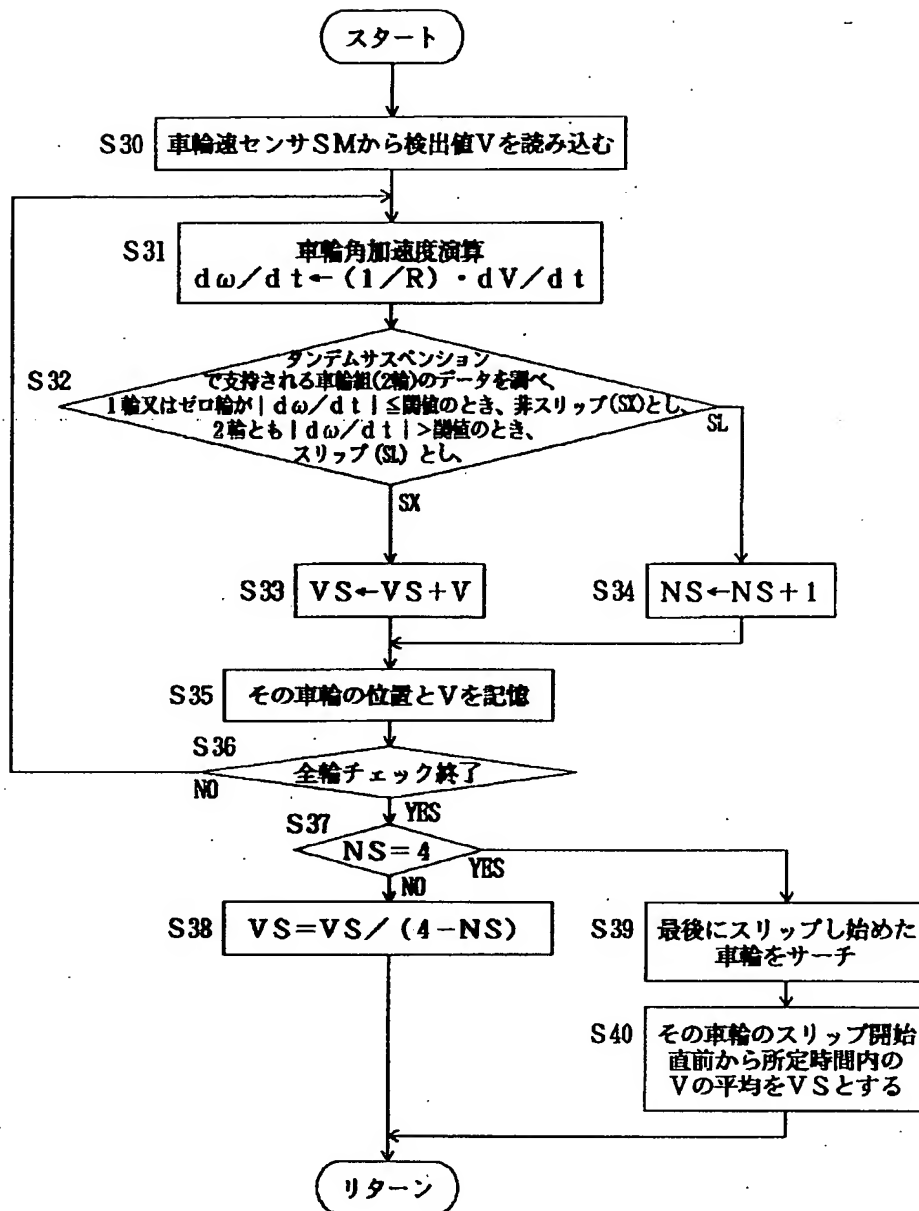 スタート
S30
車輪速センサSMから検出値Vを読み込む
S31
車輪角加速度演算
dω/dt←(1/R)・dV/dt
S32
タンデムサスペンション
で支持される車輪組(2輪)のデータを調べ、
1輪又はゼロ輪が|dω/dt|≤閾値のとき、非スリップ(SX)とし、
2輪とも|dω/dt|>閾値のとき、
スリップ(SL)とし、
SL
SX
S33
VS←VS+V
S34
NS←NS+1
S35
その車輪の位置とVを記憶
S36
全輪チェック終了
NO
YES
S37
NS=4
YES
NO
S38
VS=VS/(4-NS)
S39
最後にスリップし始めた
車輪をサーチ
S40
その車輪のスリップ開始
直前から所定時間内の
Vの平均をVSとする
リターン